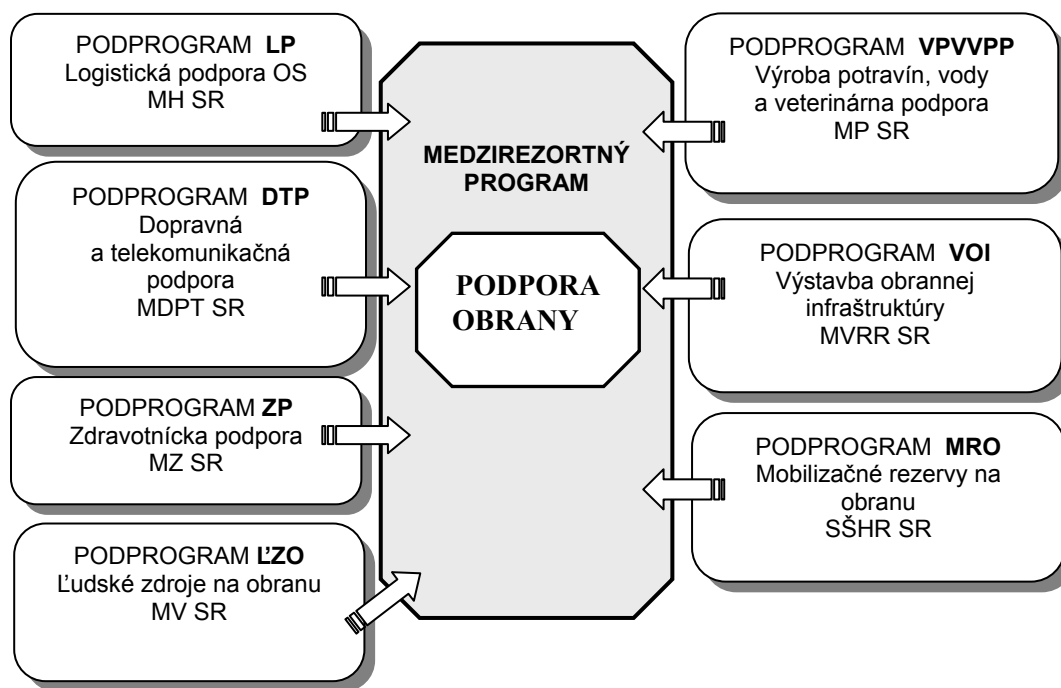 PODPROGRAM LP
Logistická podpora OS
MH SR
PODPROGRAM DTP
Dopravná
a telekomunikačná
podpora
MDPT SR
PODPROGRAM ZP
Zdravotnícka podpora
MZ SR
PODPROGRAM ĽZO
Ľudské zdroje na obranu
MV SR
MEDZIREZORTNÝ
PROGRAM
PODPORA
OBRANY
PODPROGRAM VPVVPP
Výroba potravín, vody
a veterinárna podpora
MP SR
PODPROGRAM VOI
Výstavba obrannej
infraštruktúry
MVRR SR
PODPROGRAM MRO
Mobilizačné rezervy na
obranu
SŠHR SR